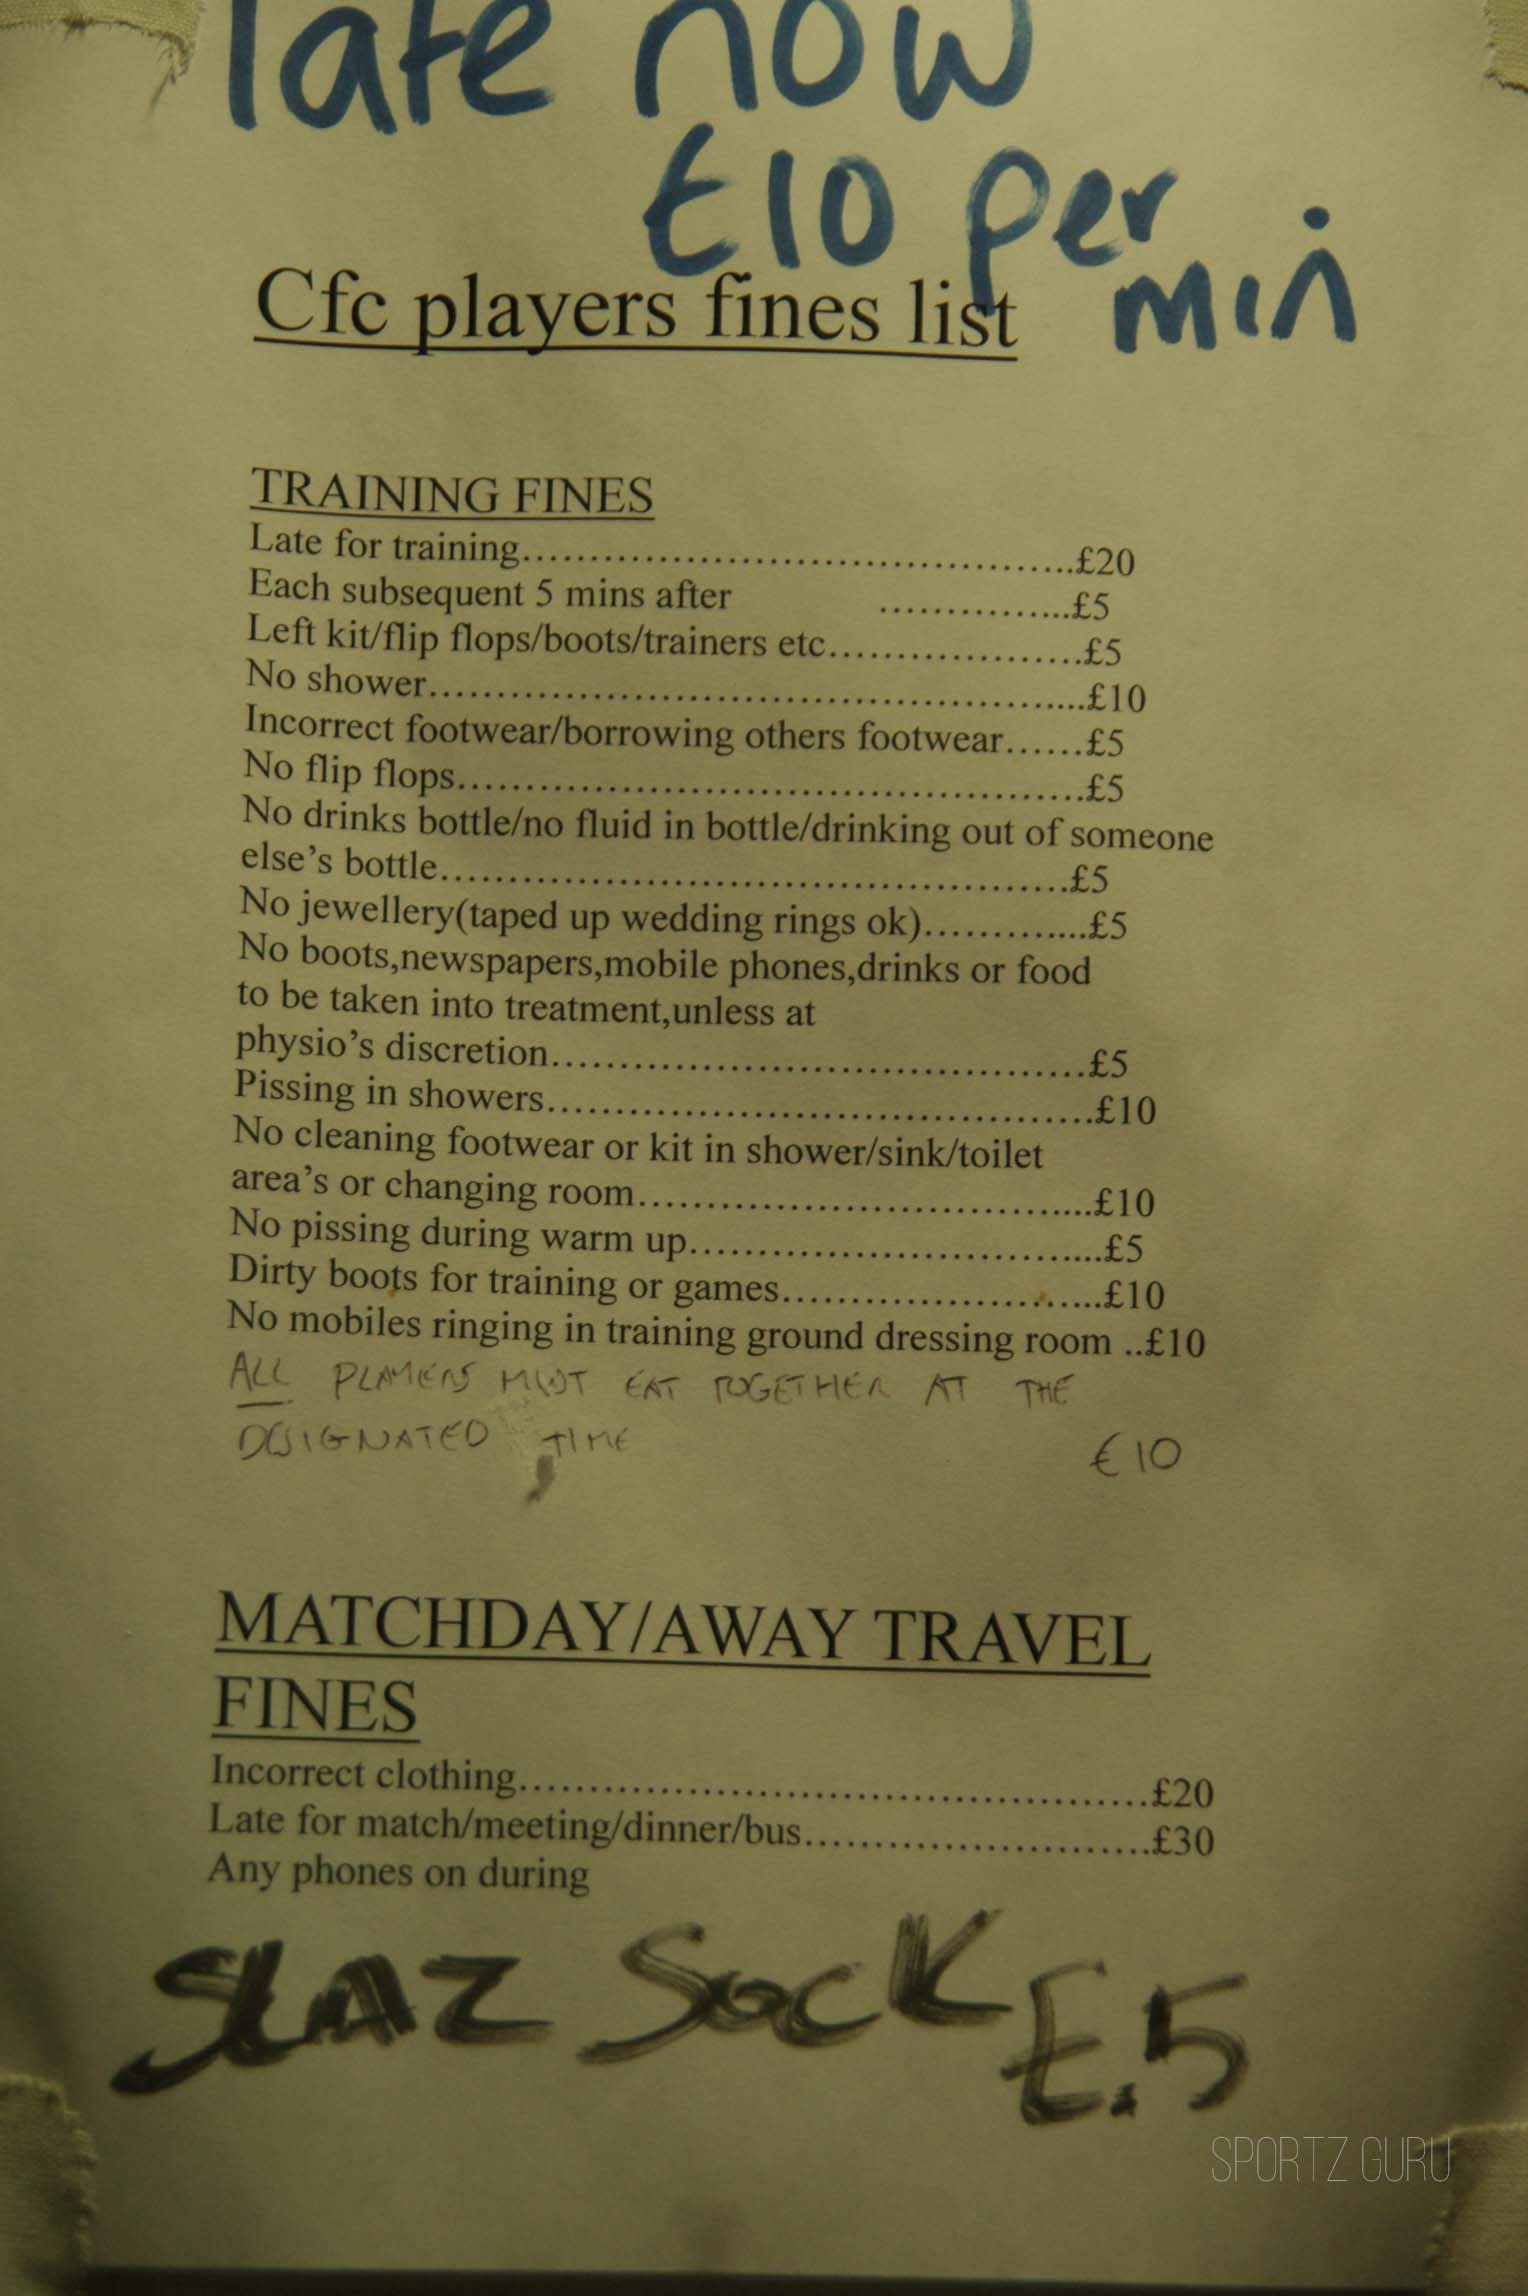 late now
£10 per
min
Cfc players fines list
TRAINING FINES
Late for training……………………………………..£20
Each subsequent 5 mins after ……………..£5
Left kit/flip flops/boots/trainers etc………………..£5
No shower…………………………………………....£10
Incorrect footwear/borrowing others footwear……£5
No flip flops…………………………………………..£5
No drinks bottle/no fluid in bottle/drinking out of someone
else’s bottle…………………………………………..£5
No jewellery(taped up wedding rings ok)………....£5
No boots,newspapers,mobile phones,drinks or food
to be taken into treatment,unless at
physio’s discretion…………………………………..£5
Pissing in showers……………………………………..£10
No cleaning footwear or kit in shower/sink/toilet
area’s or changing room……………………………....£10
No pissing during warm up…………………………....£5
Dirty boots for training or games……………………...£10
No mobiles ringing in training ground dressing room ..£10
ALL PLAYERS MUST EAT TOGETHER AT THE
DESIGNATED TIME €10
MATCHDAY/AWAY TRAVEL
FINES
Incorrect clothing…………………………………………..£20
Late for match/meeting/dinner/bus……………………..£30
Any phones on during
SLAZ SOCK £.5
SPORTZ GURU